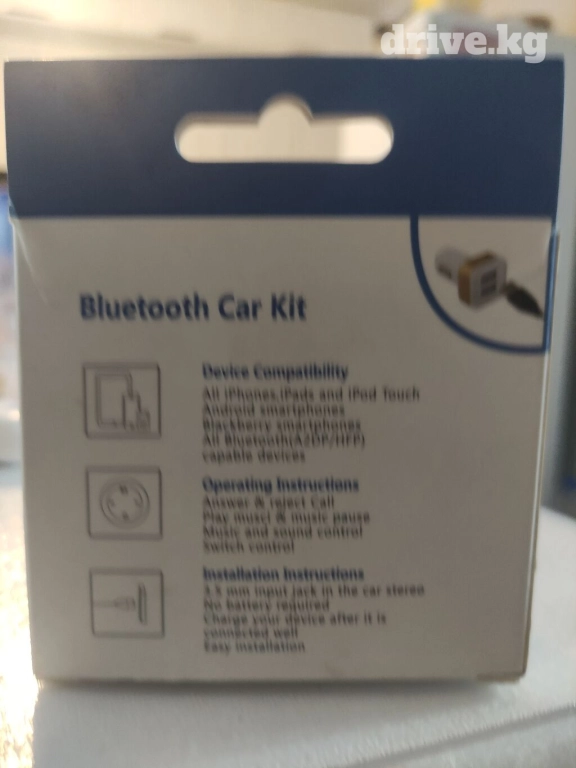 drive.kg
Bluetooth Car Kit
Device Compatibility
All iPhones,iPads and iPod Touch
Android smartphones
Blackberry smartphones
All Bluetooth(A2DP/HFP)
capable devices
Operating Instructions
Answer & reject Call
Play musci & music pause
Music and sound control
Switch control
Installation Instructions
3.5 mm input jack in the car stereo
No battery required
Charge your device after it is
connected well
Easy installation